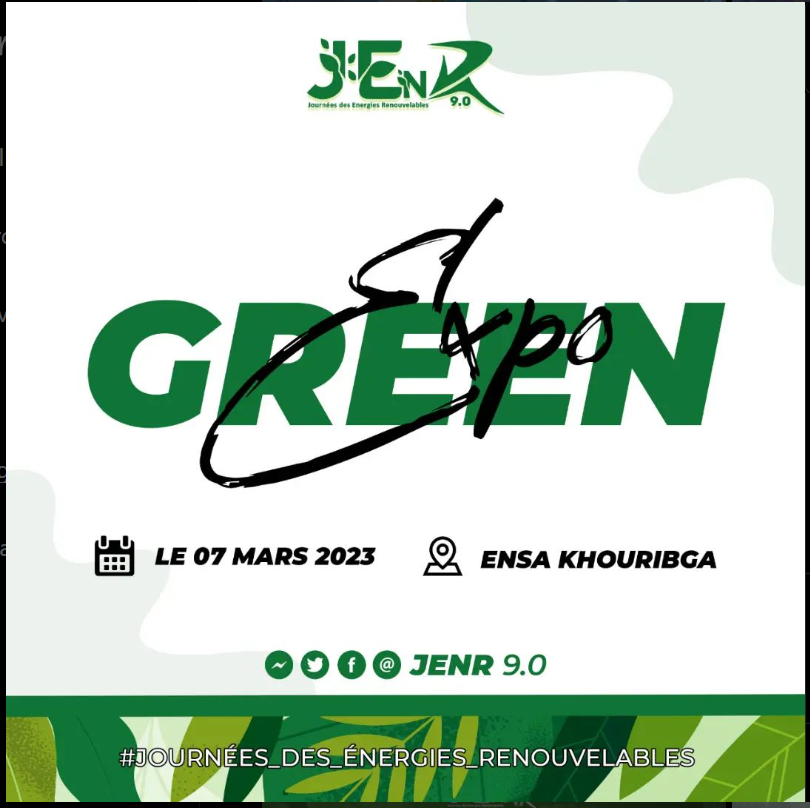 JEnR
Journées des Energies Renouvelables
9.0
GREEN
Expo
LE 07 MARS 2023
ENSA KHOURIBGA
JENR 9.0
#JOURNÉES_DES_ÉNERGIES_RENOUVELABLES